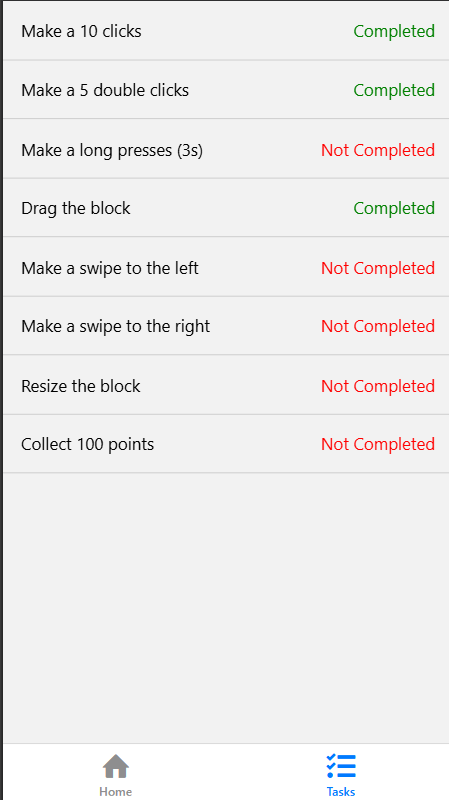 Make a 10 clicks Completed
Make a 5 double clicks Completed
Make a long presses (3s) Not Completed
Drag the block Completed
Make a swipe to the left Not Completed
Make a swipe to the right Not Completed
Resize the block Not Completed
Collect 100 points Not Completed
Home Tasks